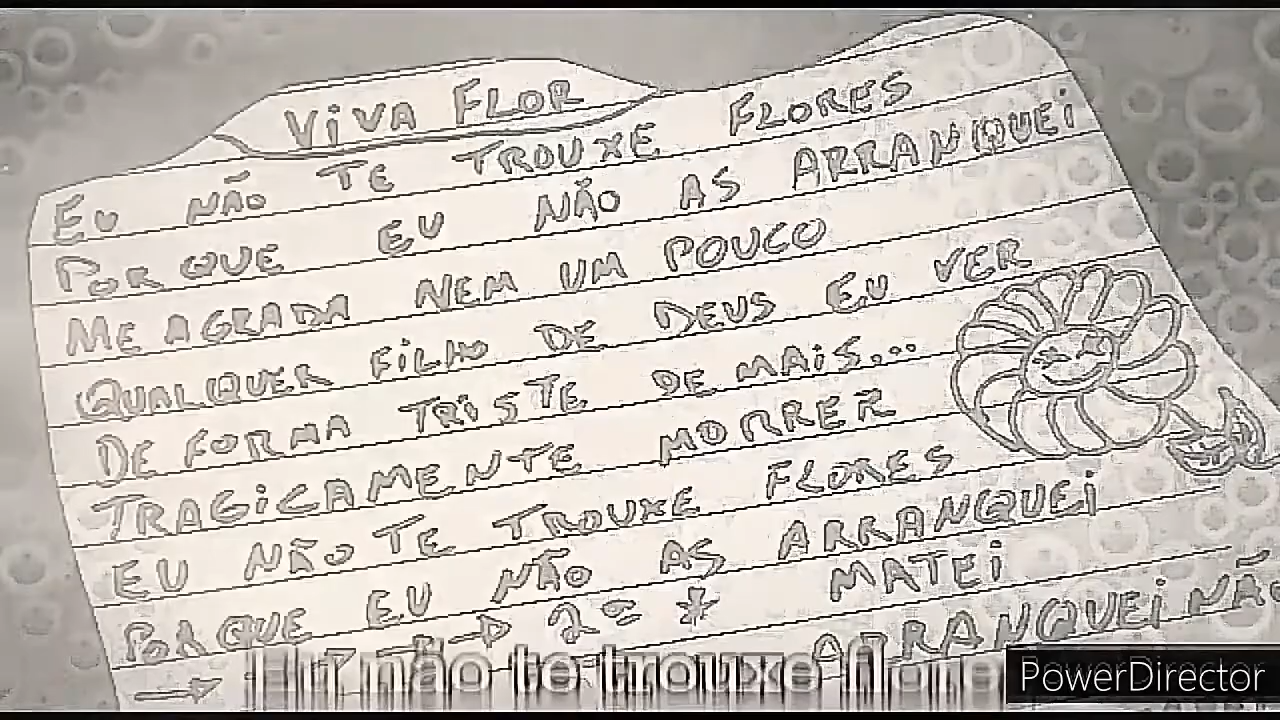 VIVA FLOR
EU NÃO TE TROUXE FLORES
PORQUE EU NÃO AS ARRANQUEI
ME AGRADA NEM UM POUCO
QUALQUER FILHO DE DEUS EU VER
DE FORMA TRISTE DE MAIS...
TRAGICAMENTE MORRER
EU NÃO TE TROUXE FLORES
PORQUE EU NÃO AS ARRANQUEI
2ª * MATEI
ARRANQUEI NÃO
Eu não te trouxe flore
PowerDirector